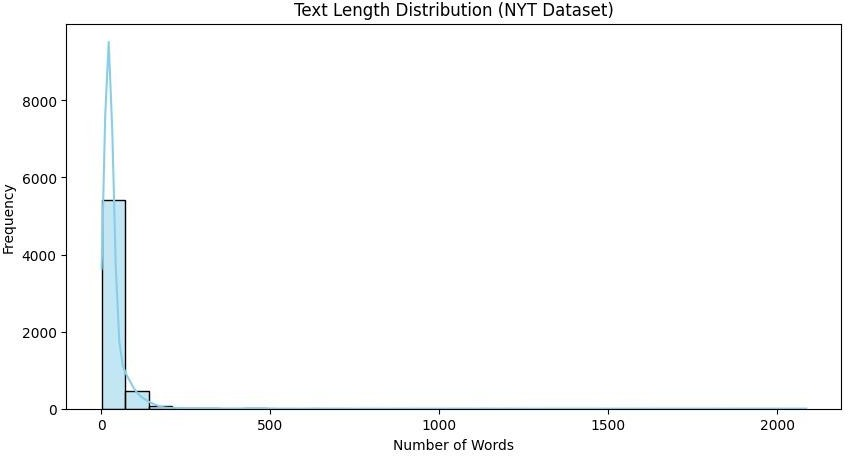 Text Length Distribution (NYT Dataset)
Frequency
8000
6000
4000
2000
0
0 500 1000 1500 2000
Number of Words